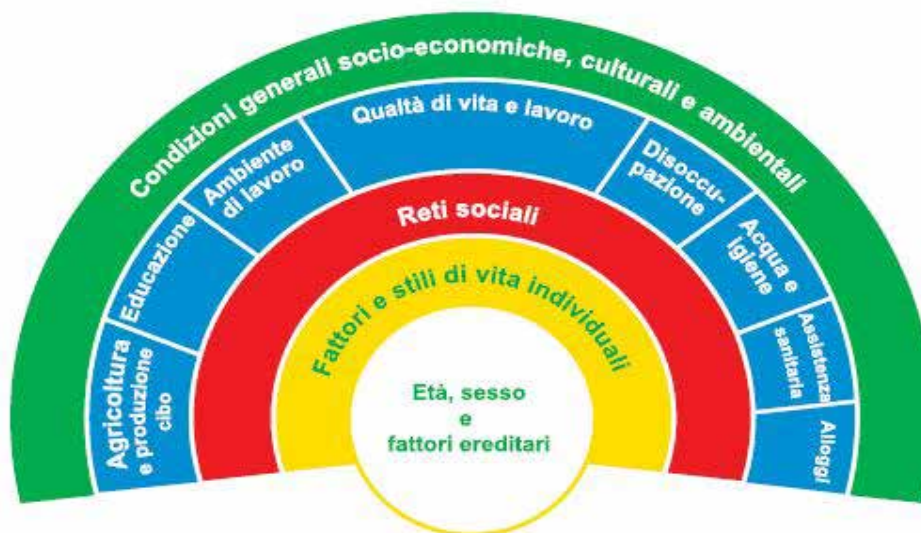 Condizioni generali socio-economiche, culturali e ambientali
Agricoltura
e produzione
cibo
Educazione
Ambiente
di lavoro
Qualtà di vita e lavoro
Disoccu-
pazione
Acqua e
igiene
Assistenza
sanitaria
Alloggi
Reti sociali
Fattori e stili di vita individuali
Età, sesso
e
fattori ereditari